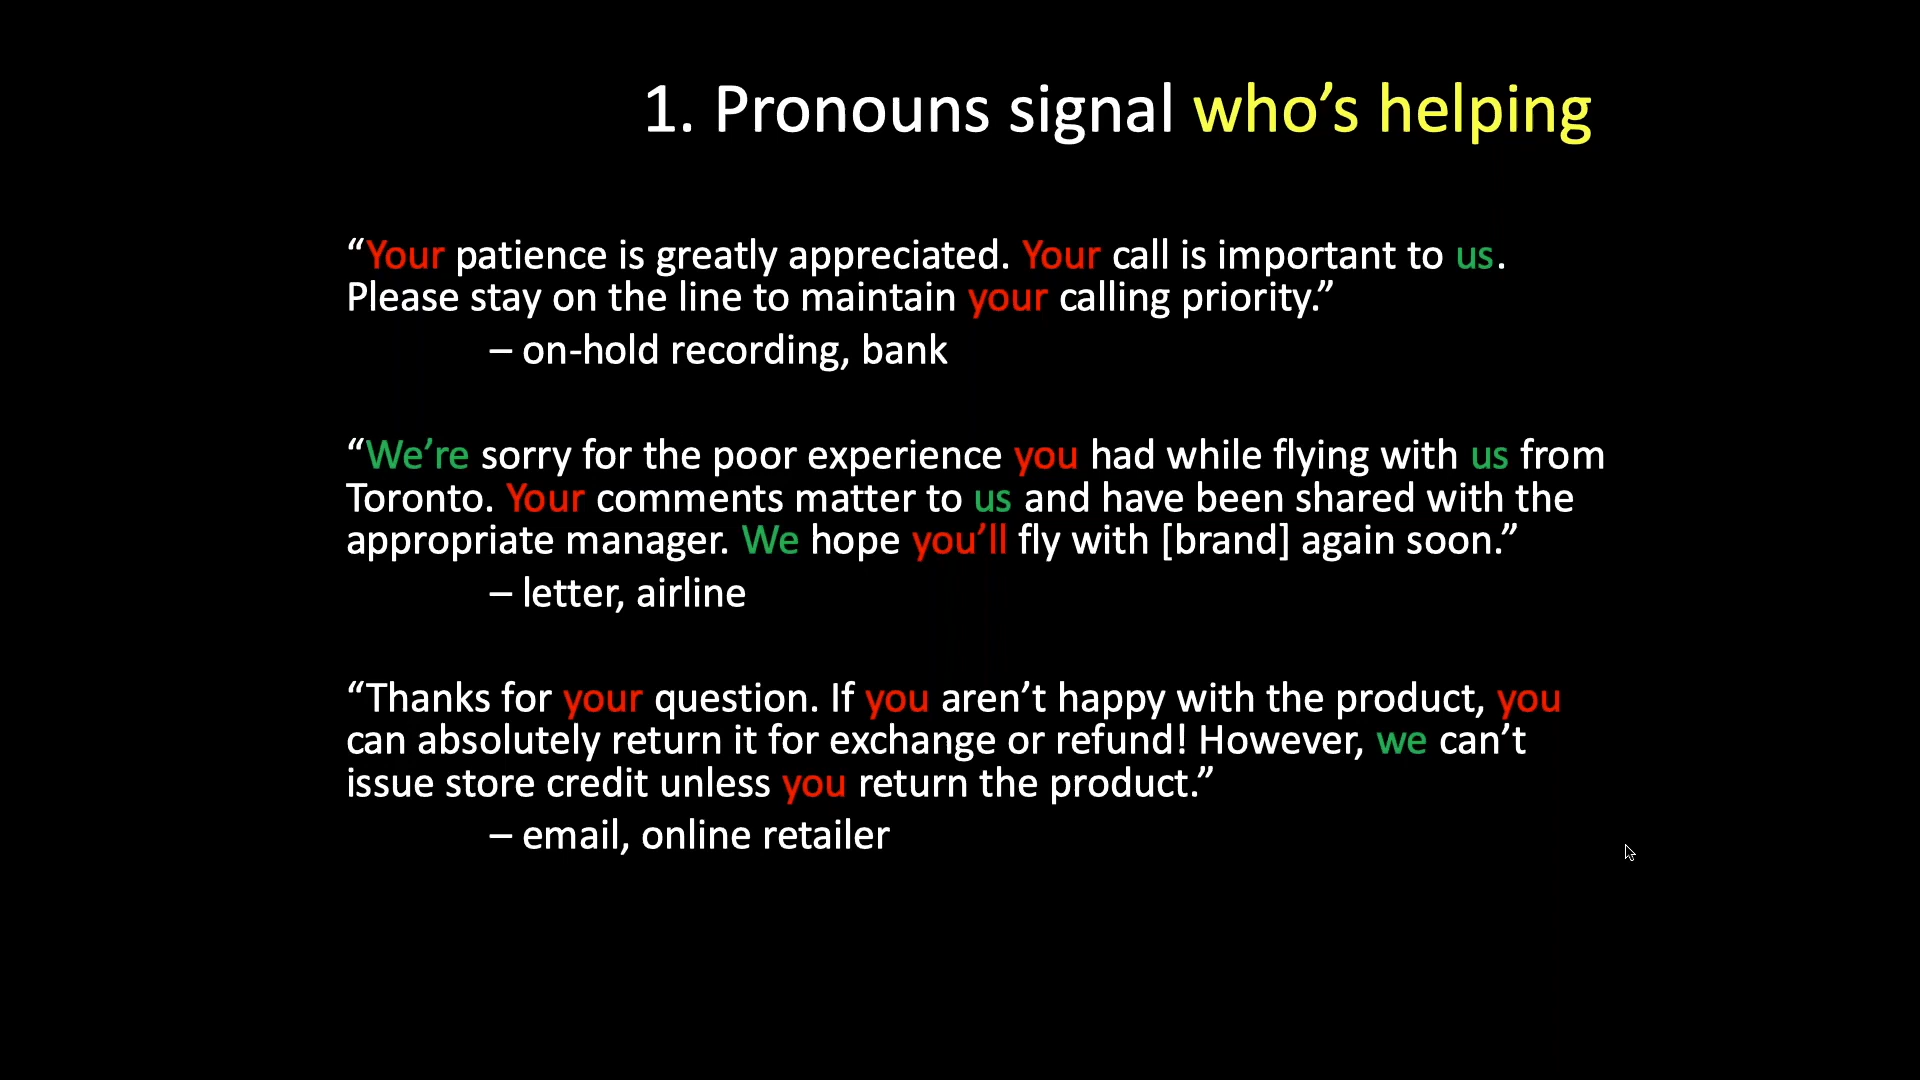 1. Pronouns signal who’s helping
“Your patience is greatly appreciated. Your call is important to us.
Please stay on the line to maintain your calling priority.”
– on-hold recording, bank
“We’re sorry for the poor experience you had while flying with us from
Toronto. Your comments matter to us and have been shared with the
appropriate manager. We hope you’ll fly with [brand] again soon.”
– letter, airline
“Thanks for your question. If you aren’t happy with the product, you
can absolutely return it for exchange or refund! However, we can’t
issue store credit unless you return the product.”
– email, online retailer